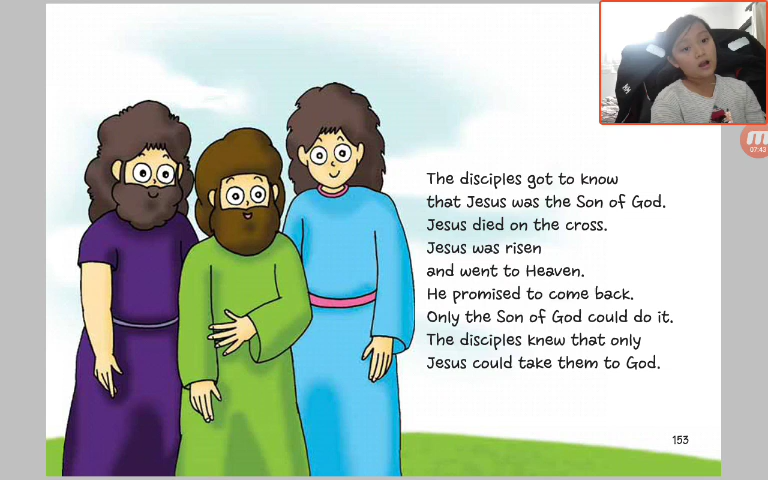 The disciples got to know
that Jesus was the Son of God.
Jesus died on the cross.
Jesus was risen
and went to Heaven.
He promised to come back.
Only the Son of God could do it.
The disciples knew that only
Jesus could take them to God.
153
07:43